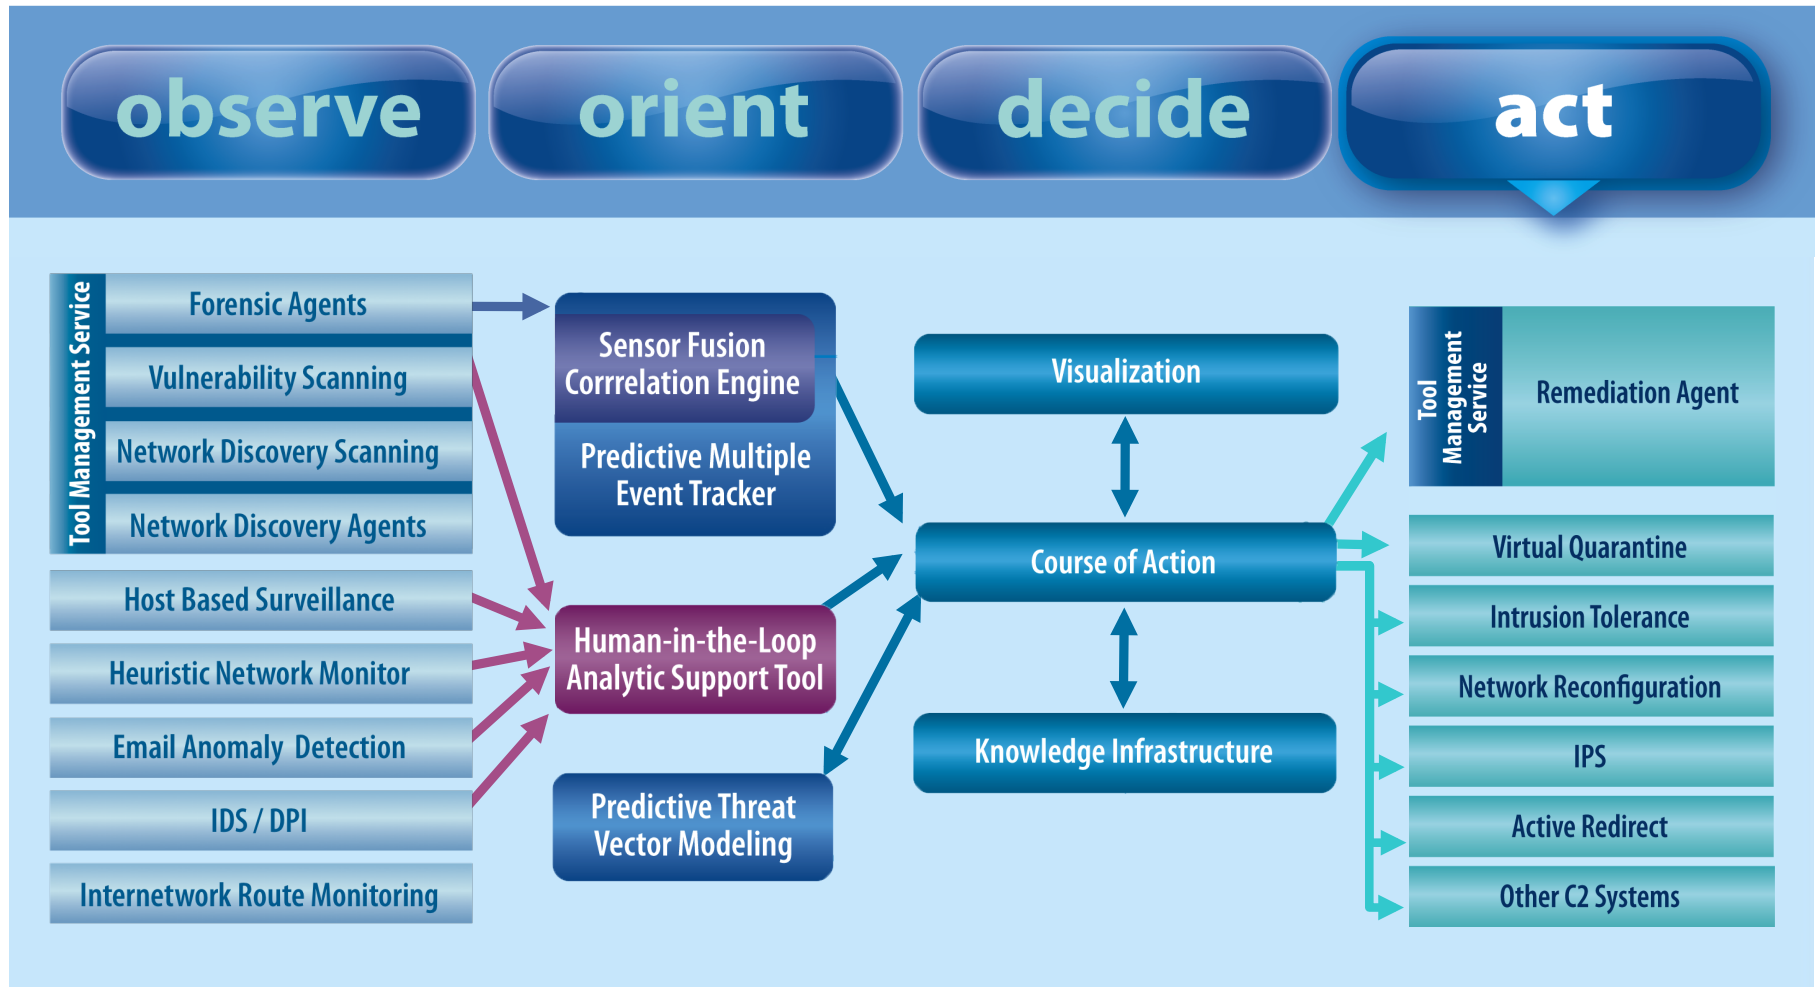 observe
orient
decide
act
Tool Management Service
Forensic Agents
Vulnerability Scanning
Network Discovery Scanning
Network Discovery Agents
Host Based Surveillance
Heuristic Network Monitor
Email Anomaly Detection
IDS / DPI
Internetwork Route Monitoring
Sensor Fusion
Corrrelation Engine
Predictive Multiple
Event Tracker
Human-in-the-Loop
Analytic Support Tool
Predictive Threat
Vector Modeling
Visualization
Course of Action
Knowledge Infrastructure
Tool
Management
Service
Remediation Agent
Virtual Quarantine
Intrusion Tolerance
Network Reconfiguration
IPS
Active Redirect
Other C2 Systems